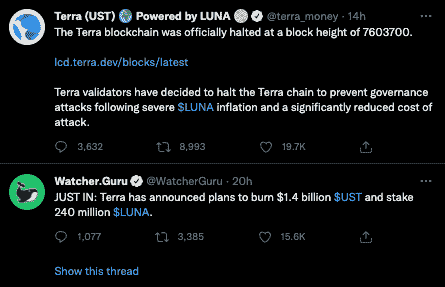 Terra (UST) Powered by LUNA @terra_money · 14h
The Terra blockchain was officially halted at a block height of 7603700.
lcd.terra.dev/blocks/latest
Terra validators have decided to halt the Terra chain to prevent governance
attacks following severe $LUNA inflation and a significantly reduced cost of
attack.
3,632 8,993 19.7K
Watcher.Guru @WatcherGuru · 20h
JUST IN: Terra has announced plans to burn $1.4 billion $UST and stake
240 million $LUNA.
1,077 3,385 15.6K
Show this thread